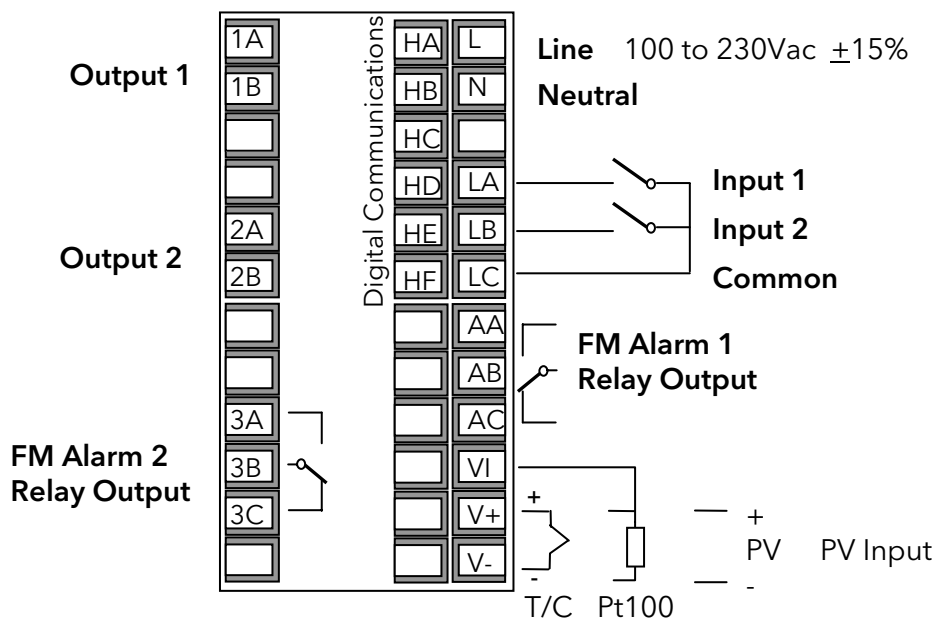 Output 1
Output 2
FM Alarm 2
Relay Output
1A
1B
2A
2B
3A
3B
3C
Digital Communications
HA
HB
HC
HD
HE
HF
L
N
LA
LB
LC
AA
AB
AC
VI
V+
V-
Line 100 to 230Vac ±15%
Neutral
Input 1
Input 2
Common
FM Alarm 1
Relay Output
+
-
T/C
Pt100
+
PV PV Input
-